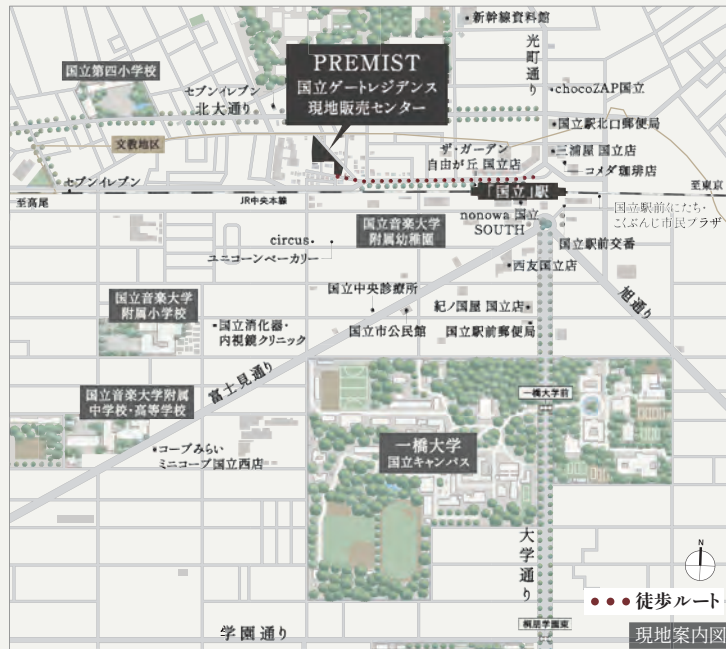 新幹線資料館
光町通り
国立第四小学校
PREMIST
国立ゲートレジデンス
現地販売センター
セブンイレブン
北大通り
chocoZAP国立
国立駅北口郵便局
文教地区
ザ・ガーデン
自由が丘 国立店
三浦屋 国立店
コメダ珈琲店
セブンイレブン
至高尾
JR中央本線
「国立」駅
至東京
国立音楽大学
附属幼稚園
nonowa 国立
SOUTH
国立駅前くにたち・
こくぶんじ市民プラザ
circus
ユニコーンベーカリー
国立駅前交番
西友国立店
国立中央診療所
旭通り
国立音楽大学
附属小学校
紀ノ国屋 国立店
国立消化器・
内視鏡クリニック
国立市公民館
国立駅前郵便局
富士見通り
国立音楽大学附属
中学校・高等学校
一橋大学前
一橋大学
国立キャンパス
コープみらい
ミニコープ国立西店
大学通り
N
徒歩ルート
学園通り
桐朋学園東
現地案内図